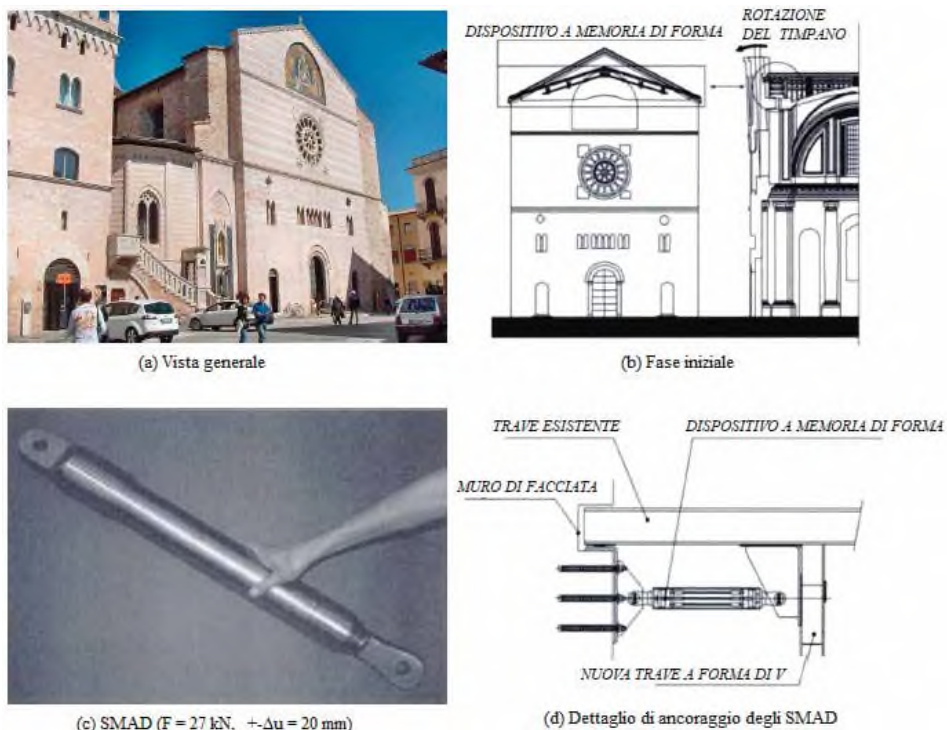 DISPOSITIVO A MEMORIA DI FORMA
ROTAZIONE
DEL TIMPANO
(a) Vista generale
(b) Fase iniziale
TRAVE ESISTENTE
DISPOSITIVO A MEMORIA DI FORMA
MURO DI FACCIATA
NUOVA TRAVE A FORMA DI V
(c) SMAD (F = 27 kN, +-Δu = 20 mm)
(d) Dettaglio di ancoraggio degli SMAD